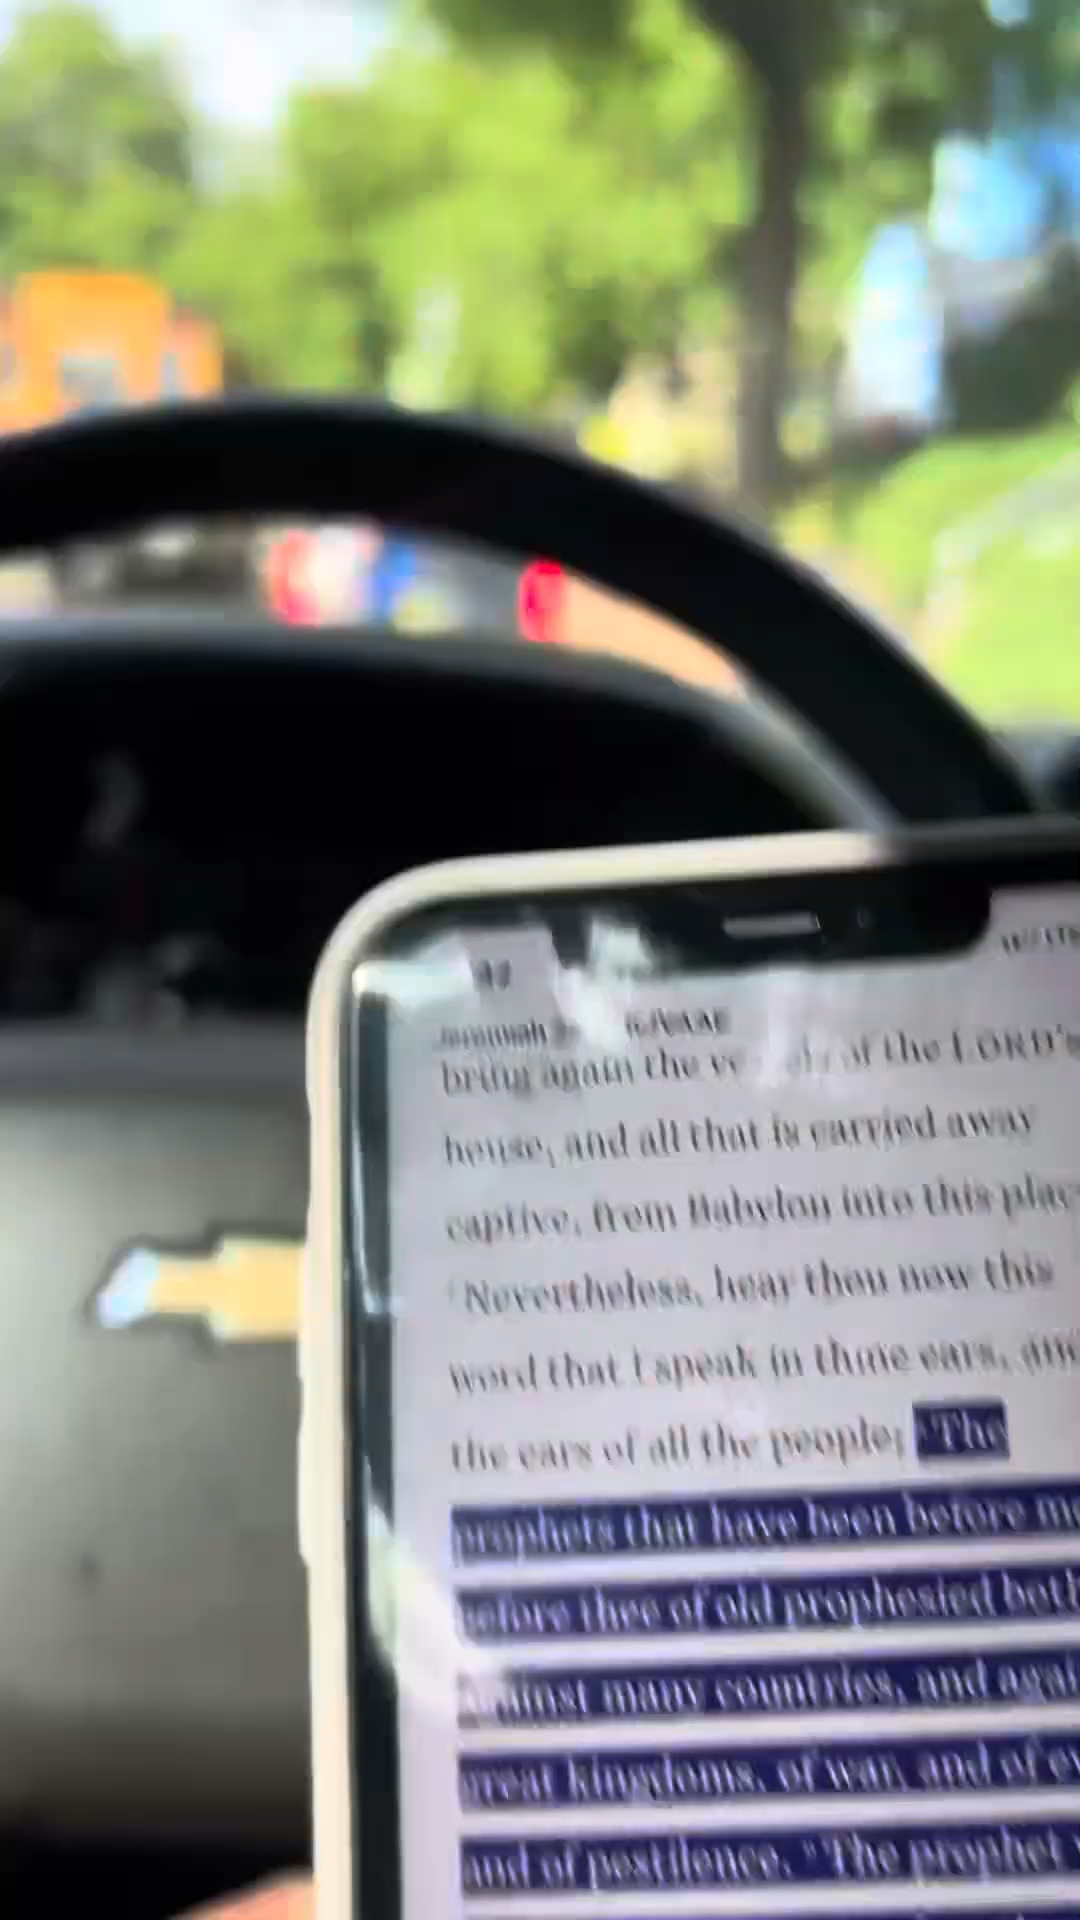 bring again the of the LORD's
house, and all that is carried away
captive, from Babylon into this plac
Nevertheless, hear thou now this
word that I speak in thine ears, and
the ears of all the people; The
prophets that have been before me
before thee of old prophesied both
against many countries, and agai
great kingdoms, of war, and of ev
and of pestilence. The prophet